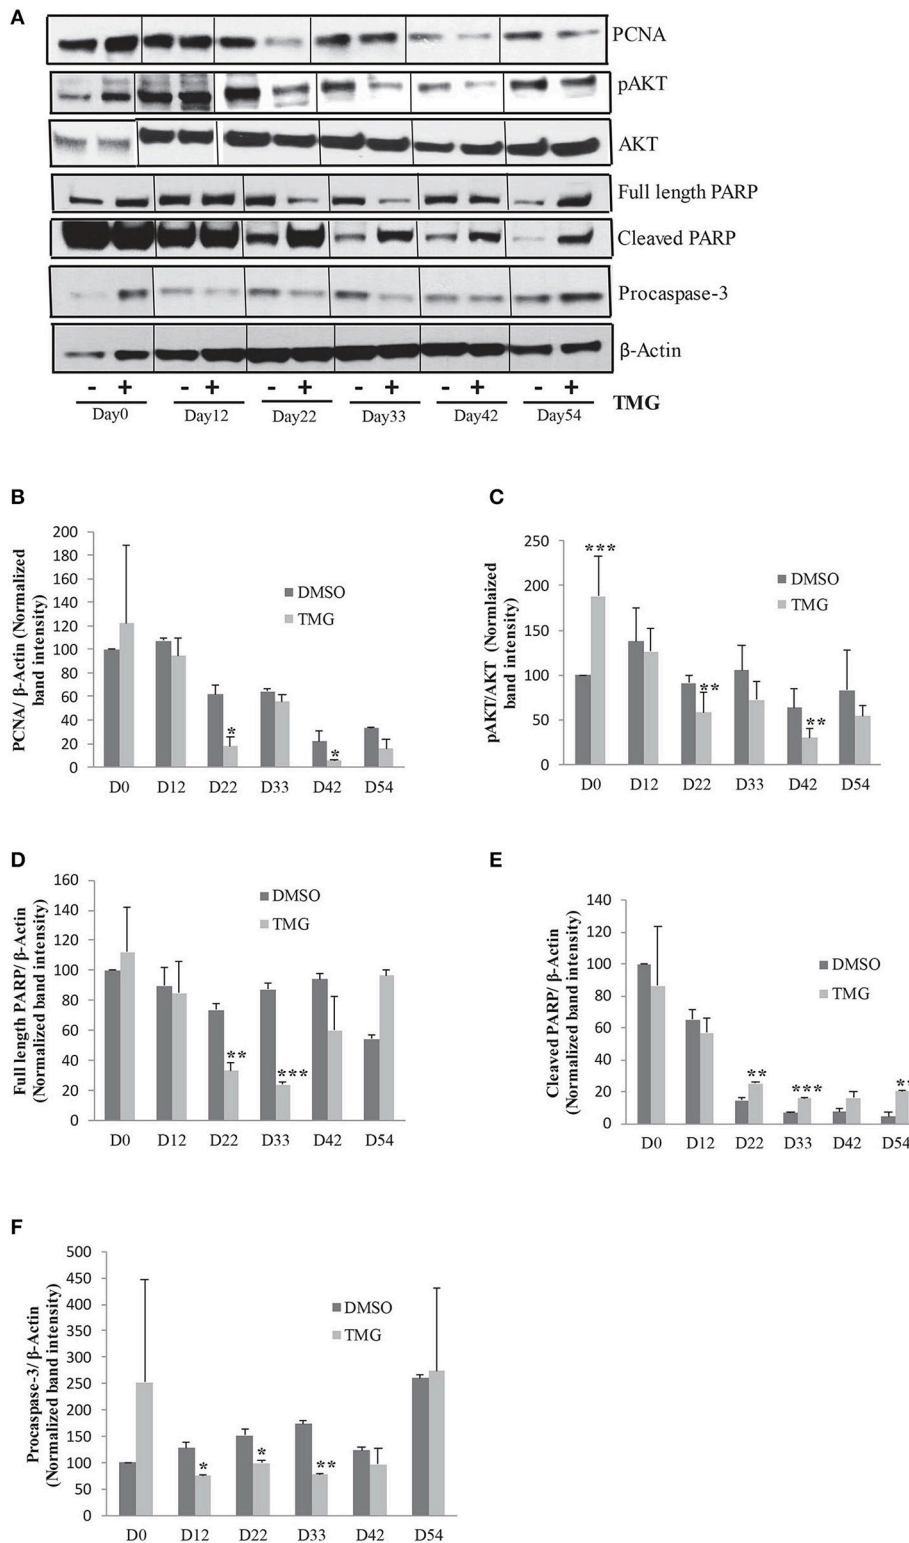 A
PCNA
pAKT
AKT
Full length PARP
Cleaved PARP
Procaspase-3
β-Actin
- + - + - + - + - + - +
TMG
Day0 Day12 Day22 Day33 Day42 Day54
B
PCNA/ β-Actin (Normalized
band intensity)
200
180
160
140
120
100
80
60
40
20
0
DMSO
TMG
*
*
D0 D12 D22 D33 D42 D54
C
pAKT/AKT (Normlaized
band intensity)
250
200
150
100
50
0
***
DMSO
TMG
**
**
D0 D12 D22 D33 D42 D54
D
Full length PARP/ β-Actin
(Normalized band intensity)
160
140
120
100
80
60
40
20
0
DMSO
TMG
**
***
D0 D12 D22 D33 D42 D54
E
Cleaved PARP/ β-Actin
(Normalized band intensity)
140
120
100
80
60
40
20
0
DMSO
TMG
**
***
**
D0 D12 D22 D33 D42 D54
F
Procaspase-3/ β-Actin
(Normalized band intensity)
500
450
400
350
300
250
200
150
100
50
0
DMSO
TMG
*
*
**
D0 D12 D22 D33 D42 D54